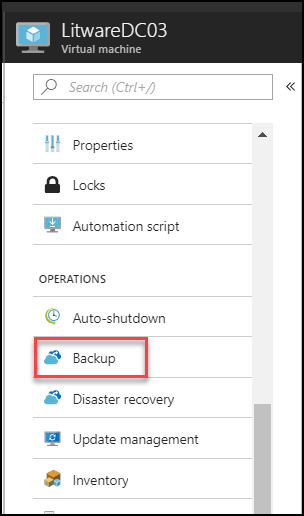 LitwareDC03
Virtual machine
Search (Ctrl+/)
«
Properties
Locks
Automation script
OPERATIONS
Auto-shutdown
Backup
Disaster recovery
Update management
Inventory